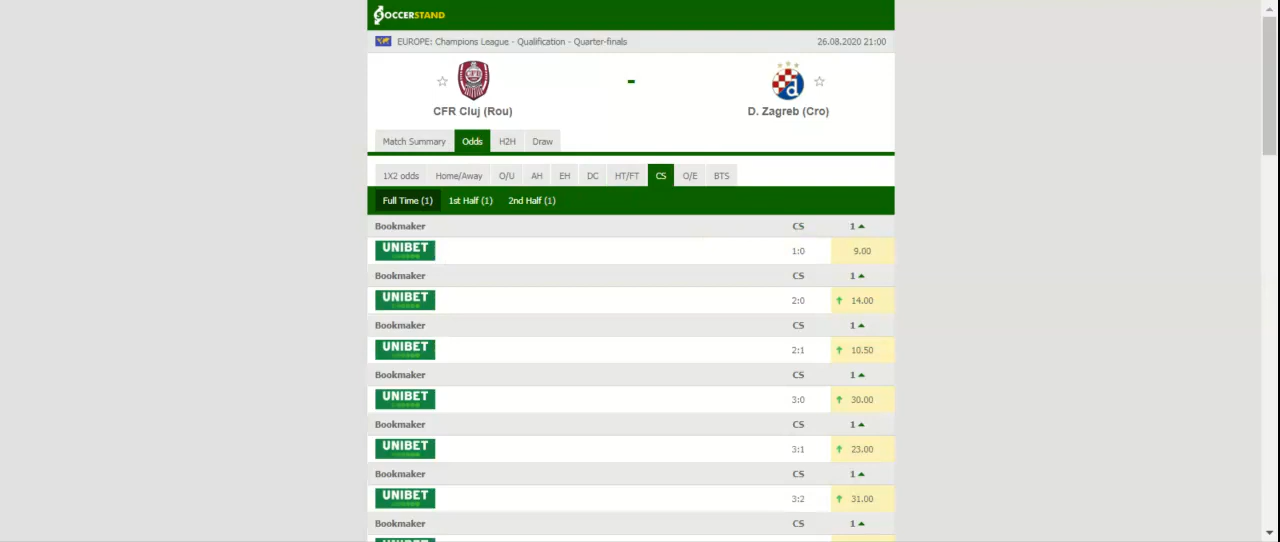 SOCCERSTAND
EUROPE: Champions League - Qualification - Quarter-finals 26.08.2020 21:00
-
CFR Cluj (Rou) D. Zagreb (Cro)
Match Summary Odds H2H Draw
1X2 odds Home/Away O/U AH EH DC HT/FT CS O/E BTS
Full Time (1) 1st Half (1) 2nd Half (1)
Bookmaker CS 1
UNIBET 1:0 9.00
Bookmaker CS 1
UNIBET 2:0 14.00
Bookmaker CS 1
UNIBET 2:1 10.50
Bookmaker CS 1
UNIBET 3:0 30.00
Bookmaker CS 1
UNIBET 3:1 23.00
Bookmaker CS 1
UNIBET 3:2 31.00
Bookmaker CS 1